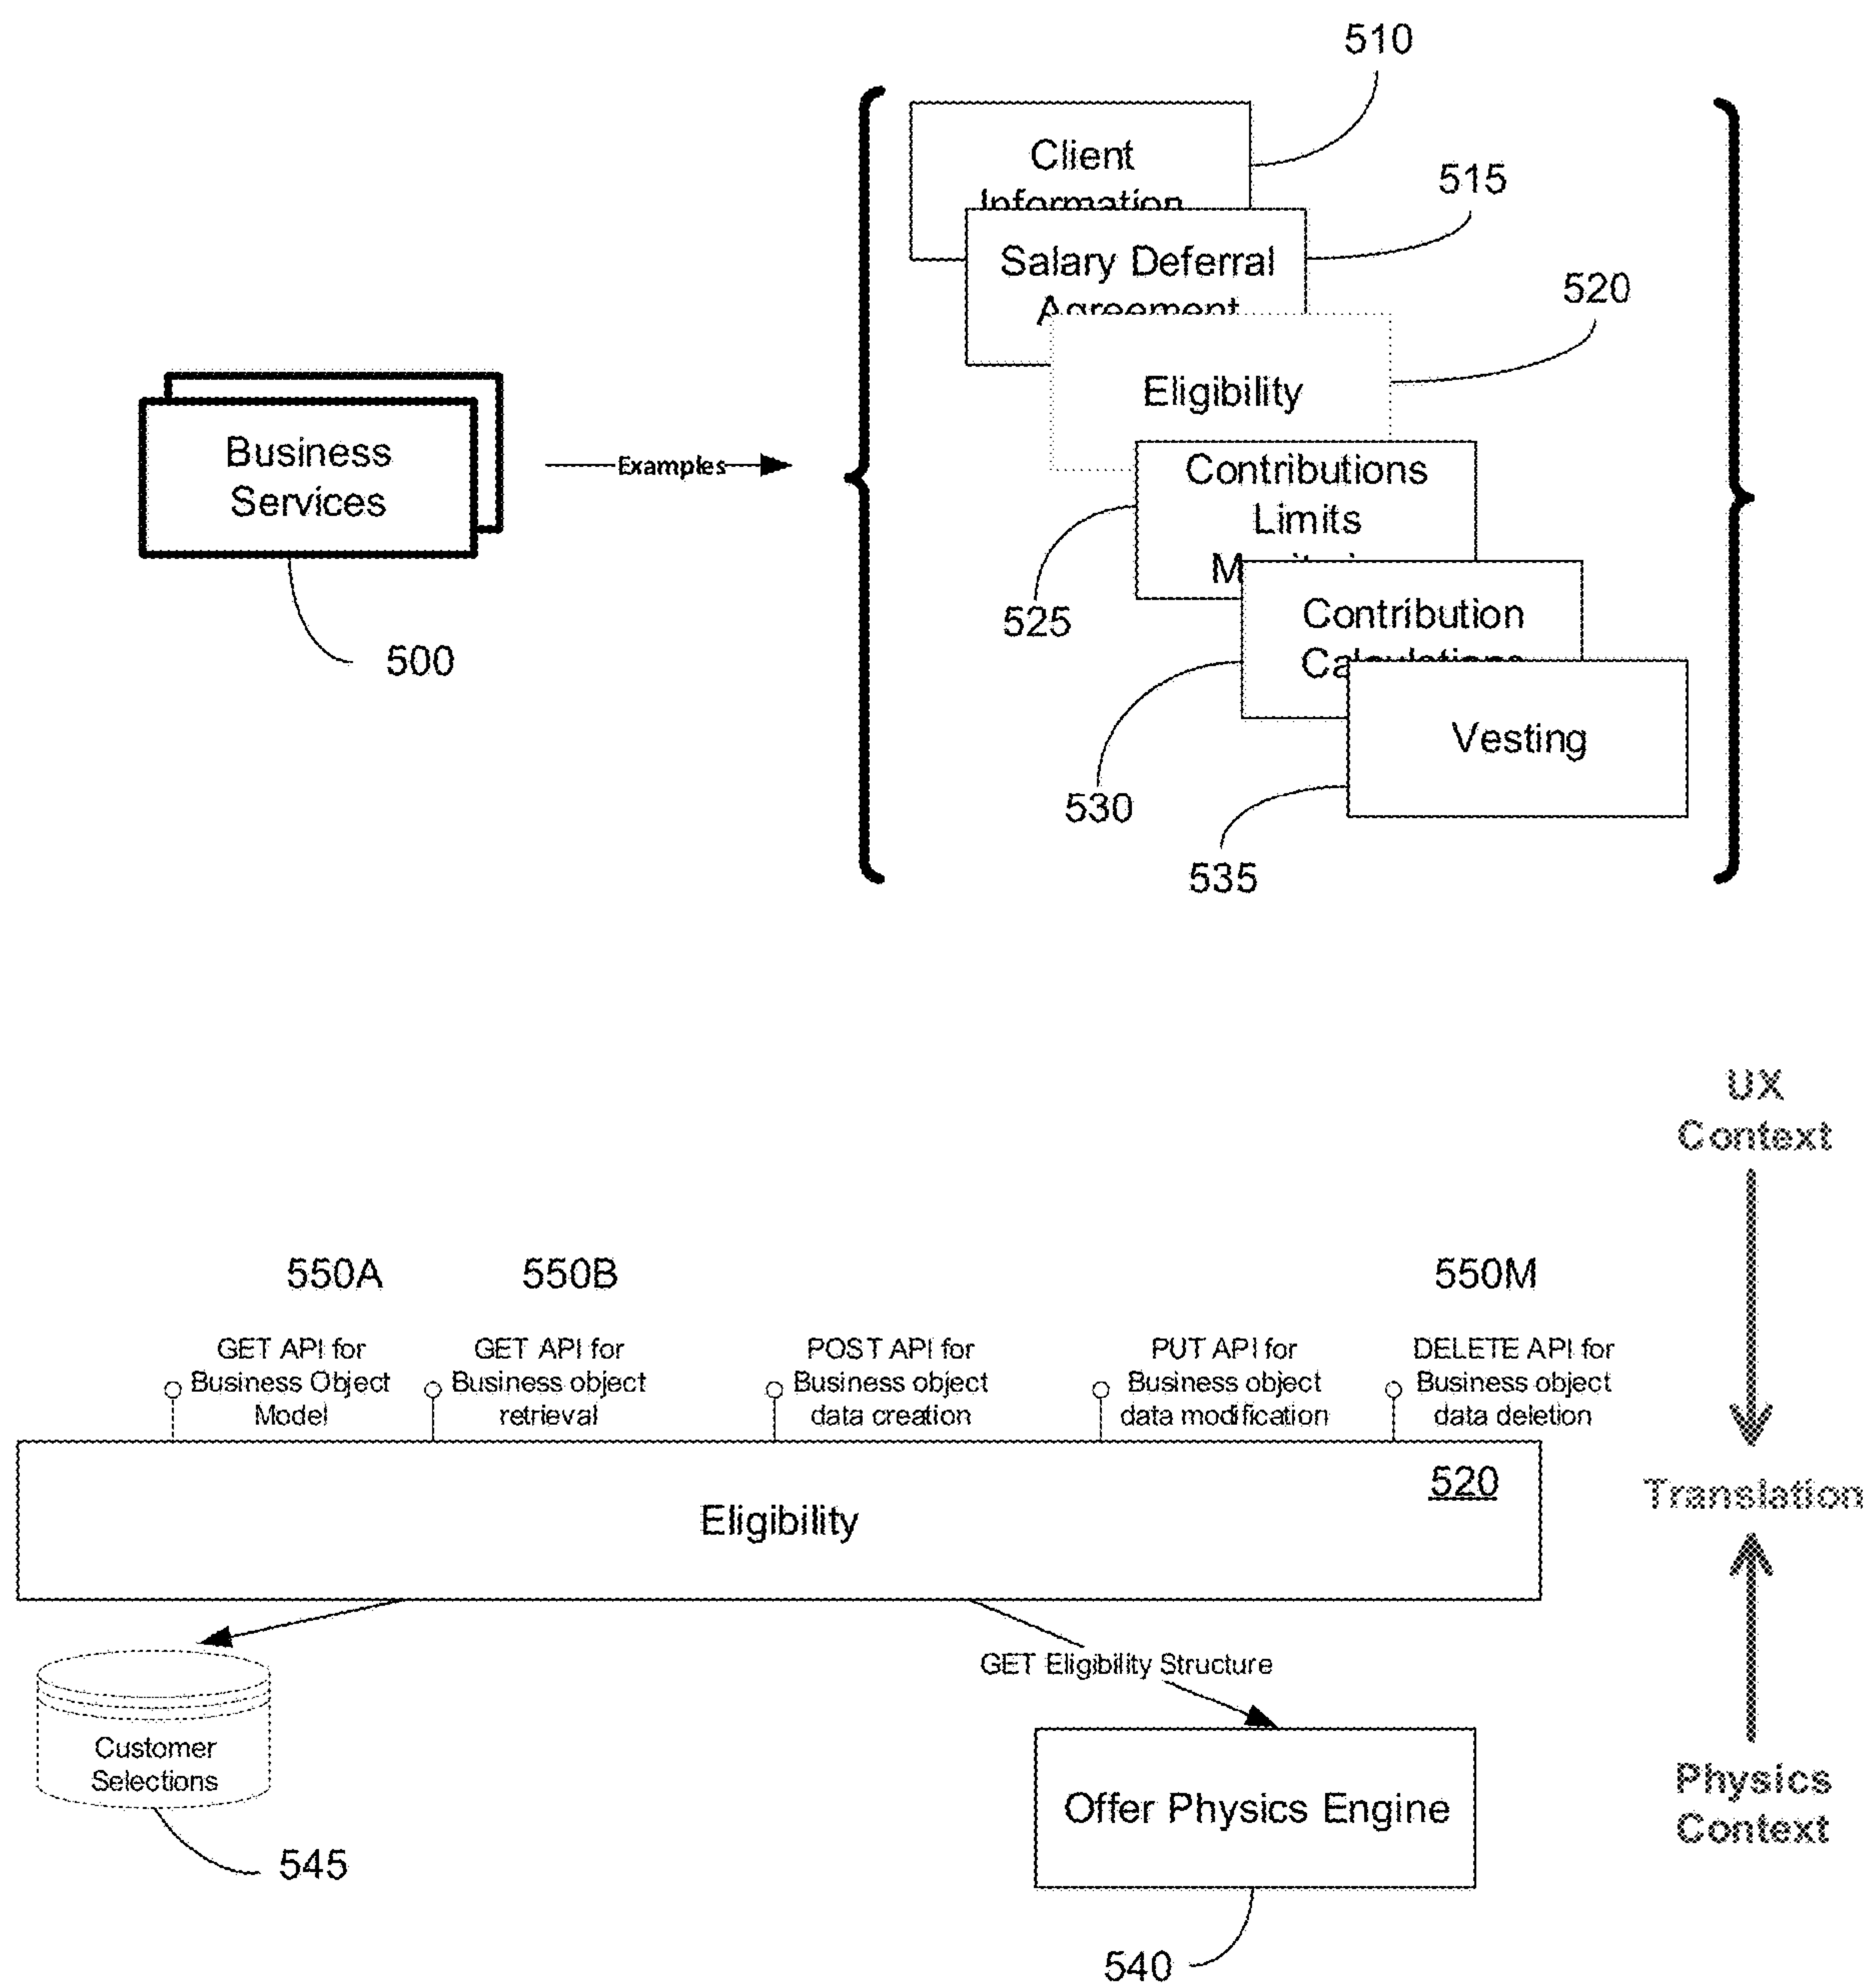 510
Client
Information
515
Salary Deferral
Agreement
520
Eligibility
Business
Services
Examples
Contributions
Limits
500
525
Contribution
Calculations
Vesting
530
535
UX
Context
550A
550B
550M
GET API for
Business Object
Model
GET API for
Business object
retrieval
POST API for
Business object
data creation
PUT API for
Business object
data modification
DELETE API for
Business object
data deletion
520
Eligibility
Translation
GET Eligibility Structure
Customer
Selections
Offer Physics Engine
Physics
Context
545
540